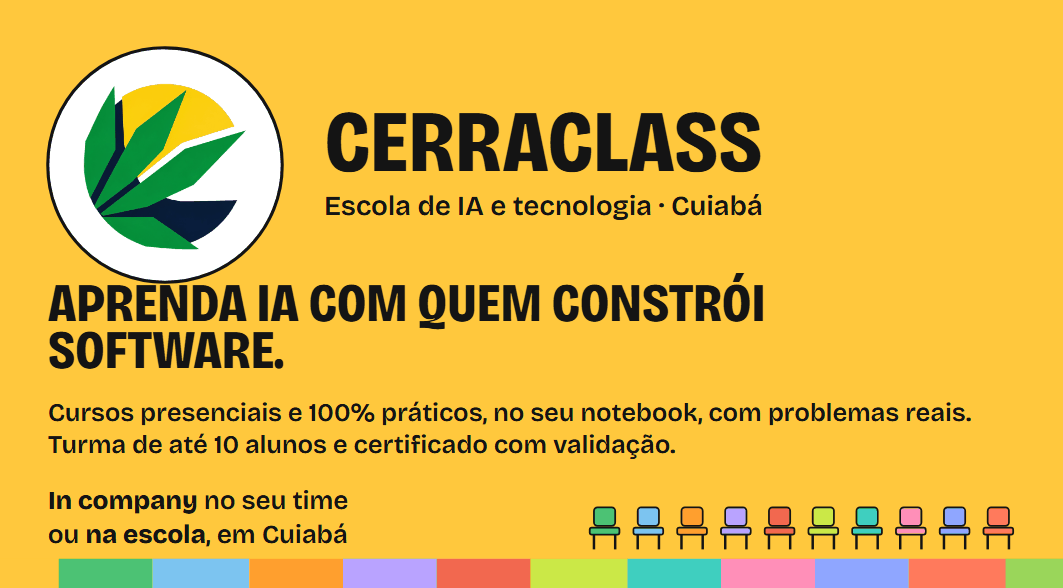 CERRACLASS
Escola de IA e tecnologia · Cuiabá
APRENDA IA COM QUEM CONSTRÓI
SOFTWARE.
Cursos presenciais e 100% práticos, no seu notebook, com problemas reais.
Turma de até 10 alunos e certificado com validação.
In company no seu time
ou na escola, em Cuiabá